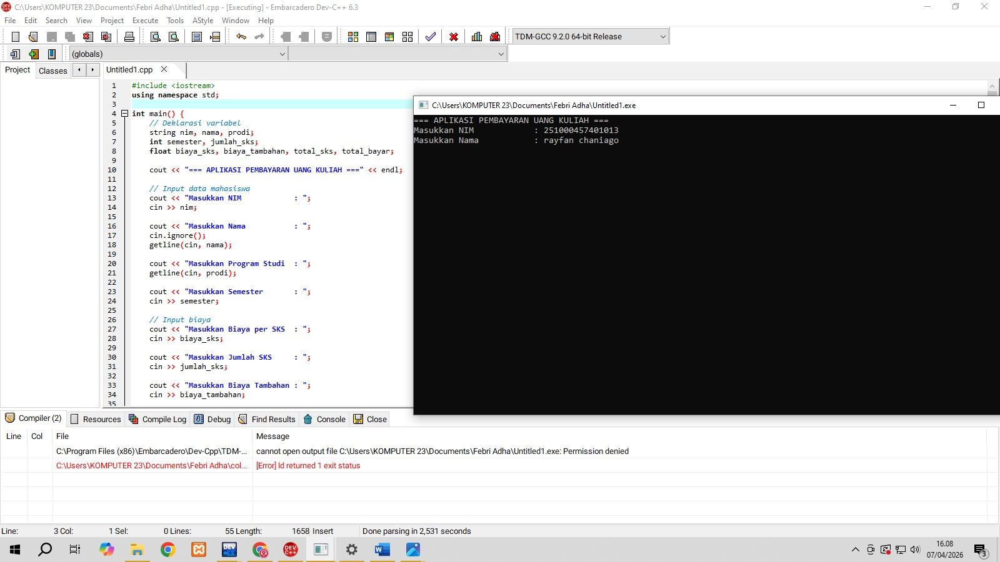 C:\Users\KOMPUTER 23\Documents\Febri Adha\Untitled1.cpp - [Executing] - Embarcadero Dev-C++ 6.3
File Edit Search View Project Execute Tools AStyle Window Help
TDM-GCC 9.2.0 64-bit Release
(globals)
Project Classes
Untitled1.cpp
1 #include <iostream>
2 using namespace std;
3
4 int main() {
5 // Deklarasi variabel
6 string nim, nama, prodi;
7 int semester, jumlah_sks;
8 float biaya_sks, biaya_tambahan, total_sks, total_bayar;
9
10 cout << "=== APLIKASI PEMBAYARAN UANG KULIAH ===" << endl;
11
12 // Input data mahasiswa
13 cout << "Masukkan NIM            : ";
14 cin >> nim;
15
16 cout << "Masukkan Nama           : ";
17 cin.ignore();
18 getline(cin, nama);
19
20 cout << "Masukkan Program Studi  : ";
21 getline(cin, prodi);
22
23 cout << "Masukkan Semester       : ";
24 cin >> semester;
25
26 // Input biaya
27 cout << "Masukkan Biaya per SKS  : ";
28 cin >> biaya_sks;
29
30 cout << "Masukkan Jumlah SKS     : ";
31 cin >> jumlah_sks;
32
33 cout << "Masukkan Biaya Tambahan : ";
34 cin >> biaya_tambahan;
35
C:\Users\KOMPUTER 23\Documents\Febri Adha\Untitled1.exe
=== APLIKASI PEMBAYARAN UANG KULIAH ===
Masukkan NIM            : 251000457401013
Masukkan Nama           : rayfan chaniago
Compiler (2) Resources Compile Log Debug Find Results Console Close
Line Col File Message
C:\Program Files (x86)\Embarcadero\Dev-Cpp\TDM-... cannot open output file C:\Users\KOMPUTER 23\Documents\Febri Adha\Untitled1.exe: Permission denied
C:\Users\KOMPUTER 23\Documents\Febri Adha\col... [Error] ld returned 1 exit status
Line: 3 Col: 1 Sel: 0 Lines: 55 Length: 1658 Insert Done parsing in 2,531 seconds
DEV C++
16.08
07/04/2026
3